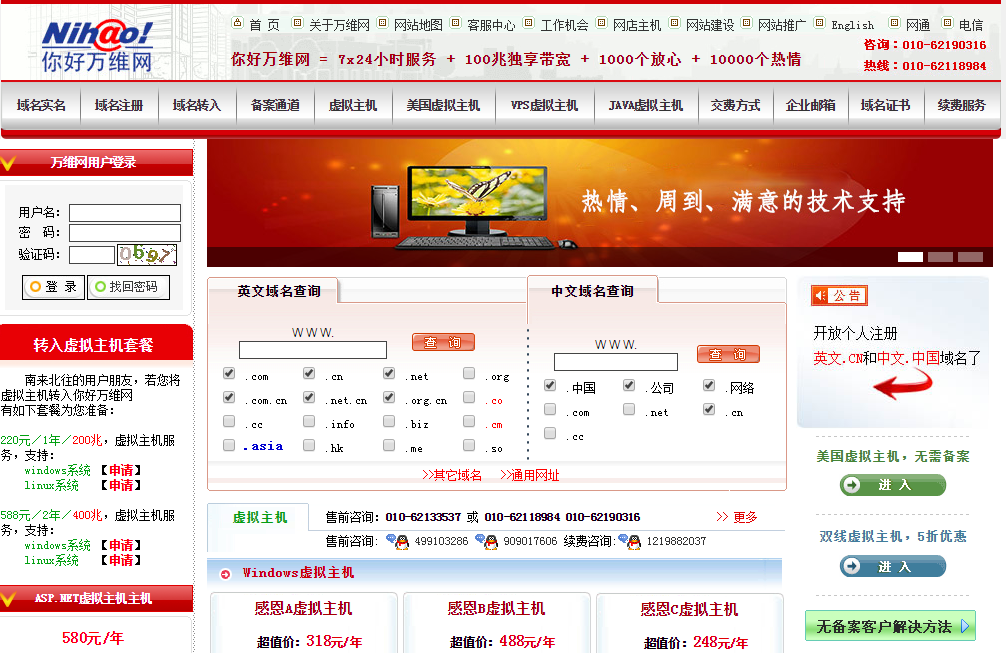 Nihao!
你好万维网
首 页 关于万维网 网站地图 客服中心 工作机会 网店主机 网站建设 网站推广 English 网通 电信
你好万维网 = 7x24小时服务 + 100兆独享带宽 + 1000个放心 + 10000个热情
咨询：010-62190316
热线：010-62118984
域名实名 域名注册 域名转入 备案通道 虚拟主机 美国虚拟主机 VPS虚拟主机 JAVA虚拟主机 交费方式 企业邮箱 域名证书 续费服务
万维网用户登录
用户名：
密 码：
验证码：
登 录 找回密码
热情、周到、满意的技术支持
转入虚拟主机套餐
南来北往的用户朋友，若您将
虚拟主机转入你好万维网
有如下套餐为您准备：
220元／1年／200兆，虚拟主机服
务，支持：
windows系统 【申请】
linux系统 【申请】
588元／2年／400兆，虚拟主机服
务，支持：
windows系统 【申请】
linux系统 【申请】
ASP.NET虚拟主机主机
580元/年
英文域名查询
WWW.
查 询
.com .cn .net .org
.com.cn .net.cn .org.cn .co
.cc .info .biz .cm
.asia .hk .me .so
中文域名查询
WWW.
查 询
.中国 .公司 .网络
.com .net .cn
.cc
>>其它域名 >>通用网址
虚拟主机
售前咨询：010-62133537 或 010-62118984 010-62190316 >> 更多
售前咨询： 499103286 909017606 续费咨询: 1219882037
Windows虚拟主机
感恩A虚拟主机
超值价：318元/年
感恩B虚拟主机
超值价：488元/年
感恩C虚拟主机
超值价：248元/年
公告
开放个人注册
英文.CN和中文.中国域名了
美国虚拟主机，无需备案
进 入
双线虚拟主机，5折优惠
进 入
无备案客户解决方法